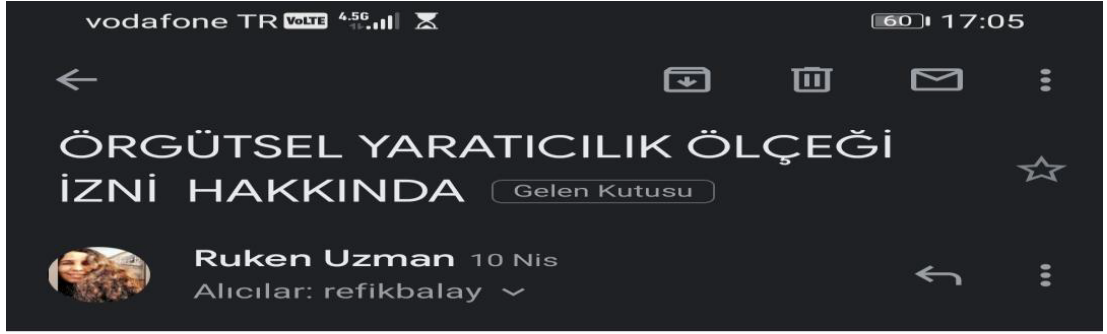 vodafone TR VoLTE 4.5G 60 17:05
ÖRGÜTSEL YARATICILIK ÖLÇEĞİ
İZNİ HAKKINDA Gelen Kutusu
Ruken Uzman 10 Nis
Alıcılar: refikbalay